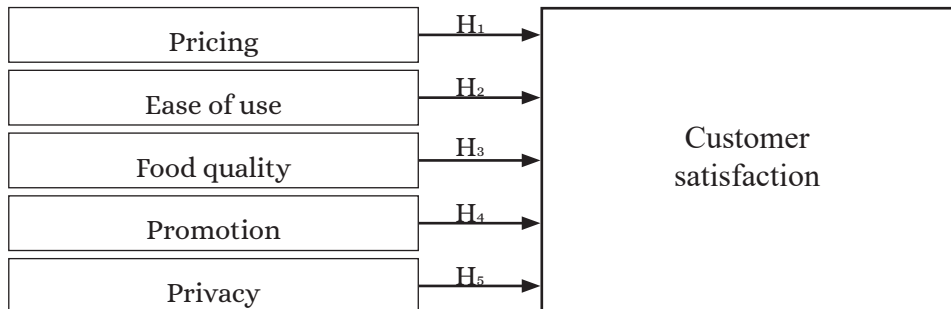 Pricing
H₁
Ease of use
H₂
Food quality
H₃
Promotion
H₄
Privacy
H₅
Customer
satisfaction